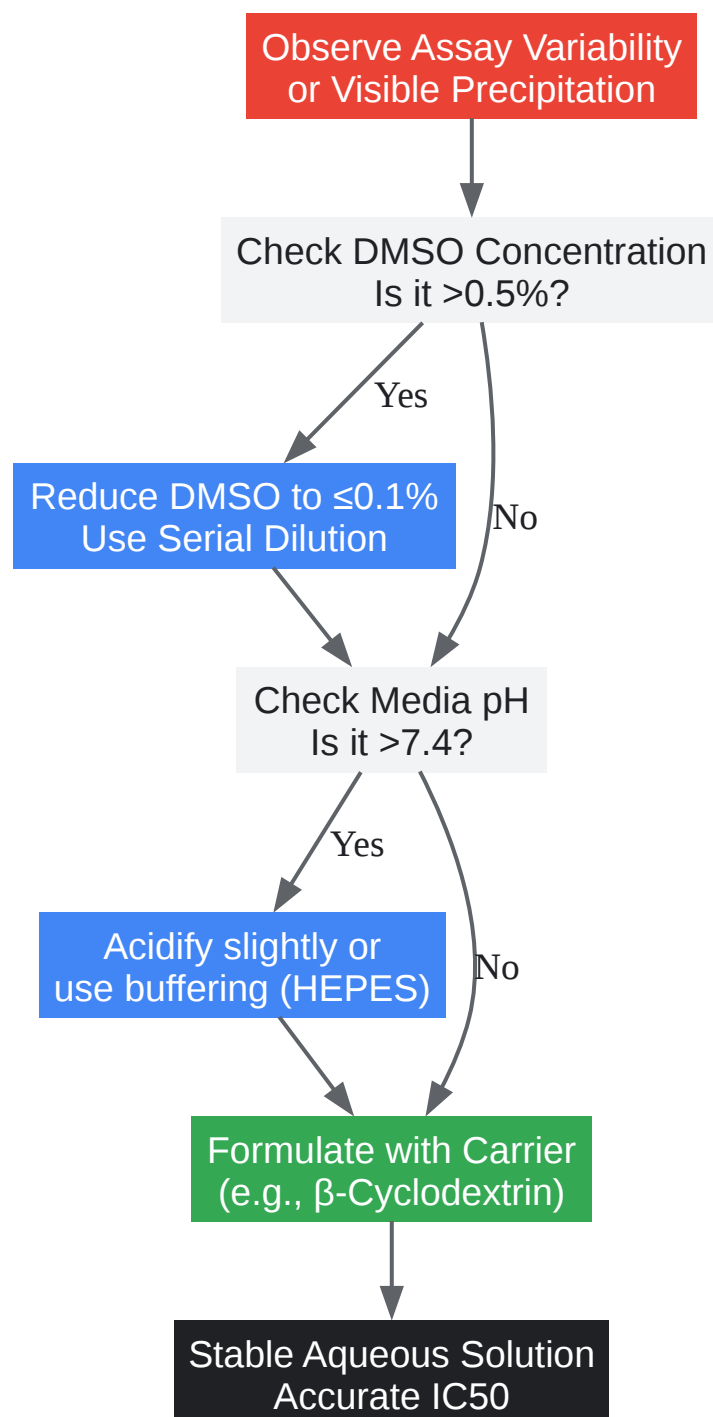 Observe Assay Variability
or Visible Precipitation
Check DMSO Concentration
Is it >0.5%?
Yes
Reduce DMSO to ≤0.1%
Use Serial Dilution
No
Check Media pH
Is it >7.4?
Yes
Acidify slightly or
use buffering (HEPES)
No
Formulate with Carrier
(e.g., β-Cyclodextrin)
Stable Aqueous Solution
Accurate IC50